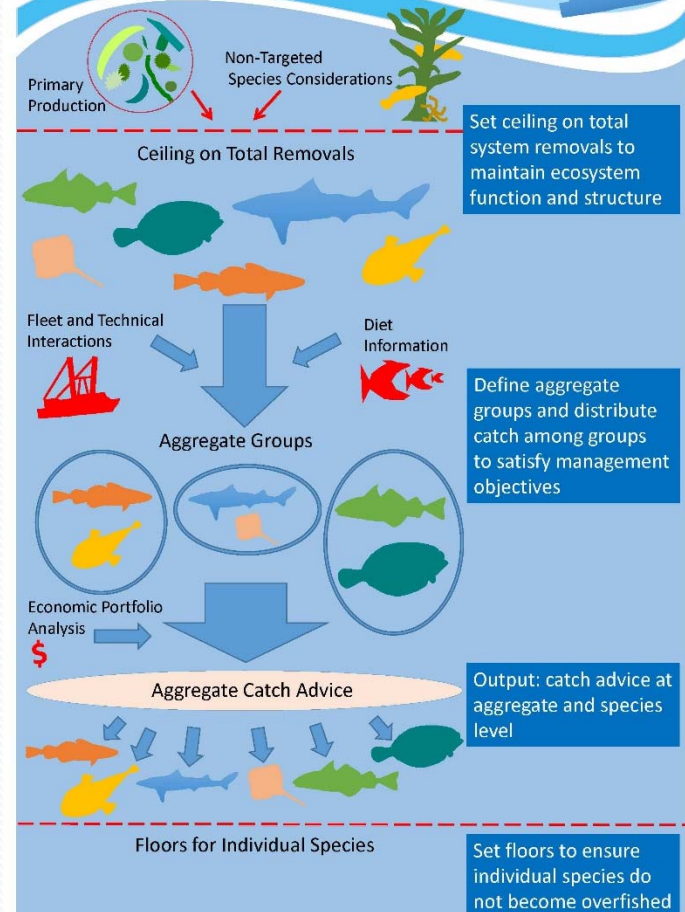 Primary
Production
Non-Targeted
Species Considerations
Set ceiling on total
system removals to
maintain ecosystem
function and structure
Ceiling on Total Removals
Fleet and Technical
Interactions
Diet
Information
Define aggregate
groups and distribute
catch among groups
to satisfy management
objectives
Aggregate Groups
Economic Portfolio
Analysis
$
Aggregate Catch Advice
Output: catch advice at
aggregate and species
level
Floors for Individual Species
Set floors to ensure
individual species do
not become overfished